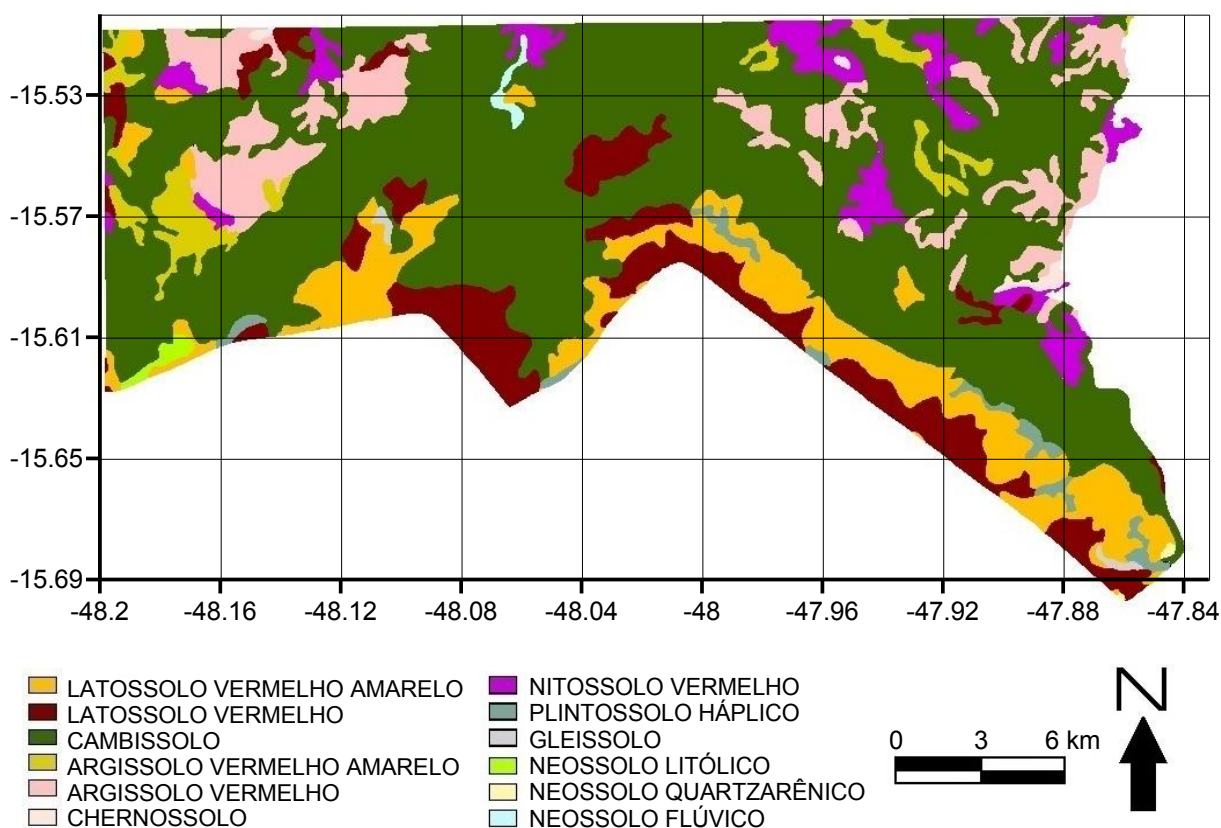 -15.53
-15.57
-15.61
-15.65
-15.69
-48.2 -48.16 -48.12 -48.08 -48.04 -48 -47.96 -47.92 -47.88 -47.84
LATOSSOLO VERMELHO AMARELO
LATOSSOLO VERMELHO
CAMBISSOLO
ARGISSOLO VERMELHO AMARELO
ARGISSOLO VERMELHO
CHERNOSSOLO
NITOSSOLO VERMELHO
PLINTOSSOLO HÁPLICO
GLEISSOLO
NEOSSOLO LITÓLICO
NEOSSOLO QUARTZARÊNICO
NEOSSOLO FLÚVICO
0 3 6 km
N